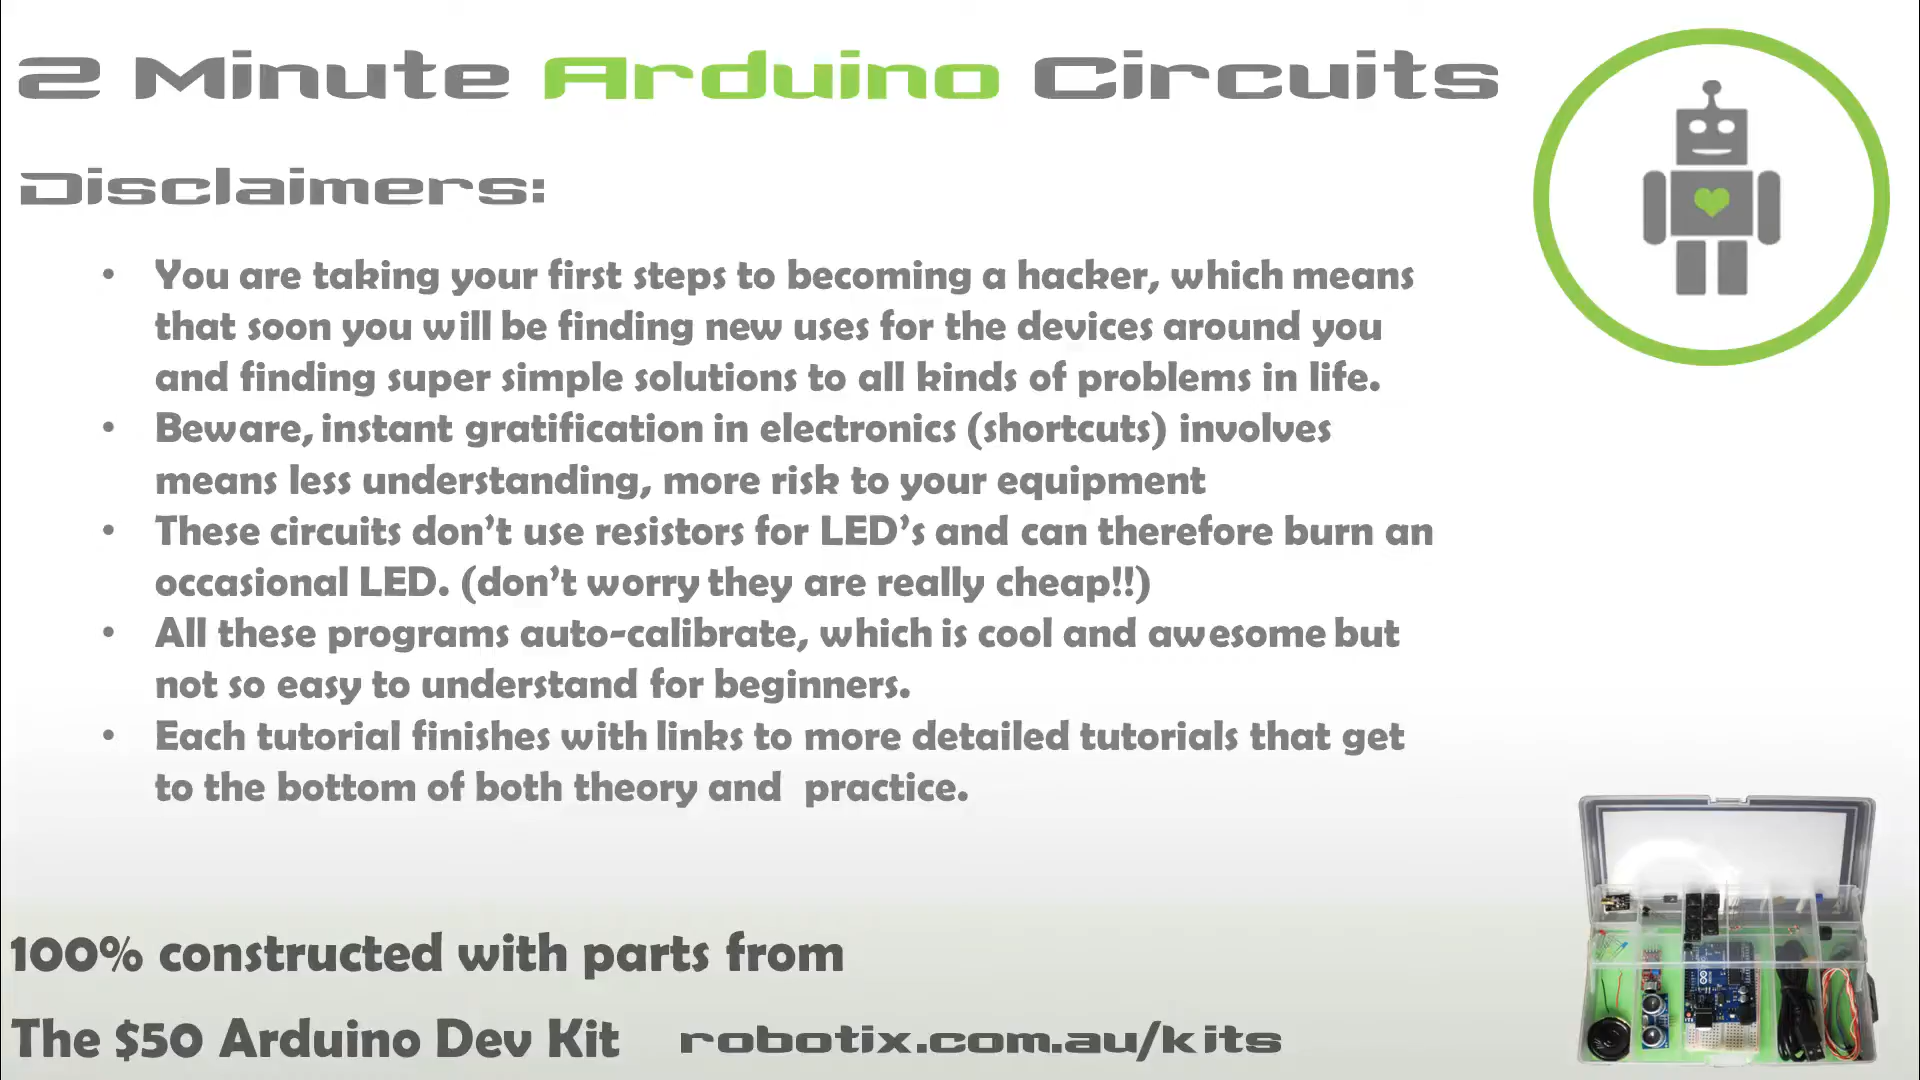 2 Minute Arduino Circuits
Disclaimers:
• You are taking your first steps to becoming a hacker, which means
that soon you will be finding new uses for the devices around you
and finding super simple solutions to all kinds of problems in life.
• Beware, instant gratification in electronics (shortcuts) involves
means less understanding, more risk to your equipment
• These circuits don’t use resistors for LED’s and can therefore burn an
occasional LED. (don’t worry they are really cheap!!)
• All these programs auto-calibrate, which is cool and awesome but
not so easy to understand for beginners.
• Each tutorial finishes with links to more detailed tutorials that get
to the bottom of both theory and practice.
100% constructed with parts from
The $50 Arduino Dev Kit robotix.com.au/kits